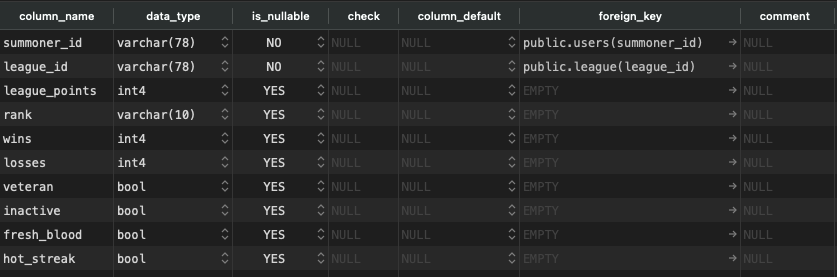 column_name data_type is_nullable check column_default foreign_key comment
summoner_id varchar(78) NO NULL NULL public.users(summoner_id) NULL
league_id varchar(78) NO NULL NULL public.league(league_id) NULL
league_points int4 YES NULL NULL EMPTY NULL
rank varchar(10) YES NULL NULL EMPTY NULL
wins int4 YES NULL NULL EMPTY NULL
losses int4 YES NULL NULL EMPTY NULL
veteran bool YES NULL NULL EMPTY NULL
inactive bool YES NULL NULL EMPTY NULL
fresh_blood bool YES NULL NULL EMPTY NULL
hot_streak bool YES NULL NULL EMPTY NULL